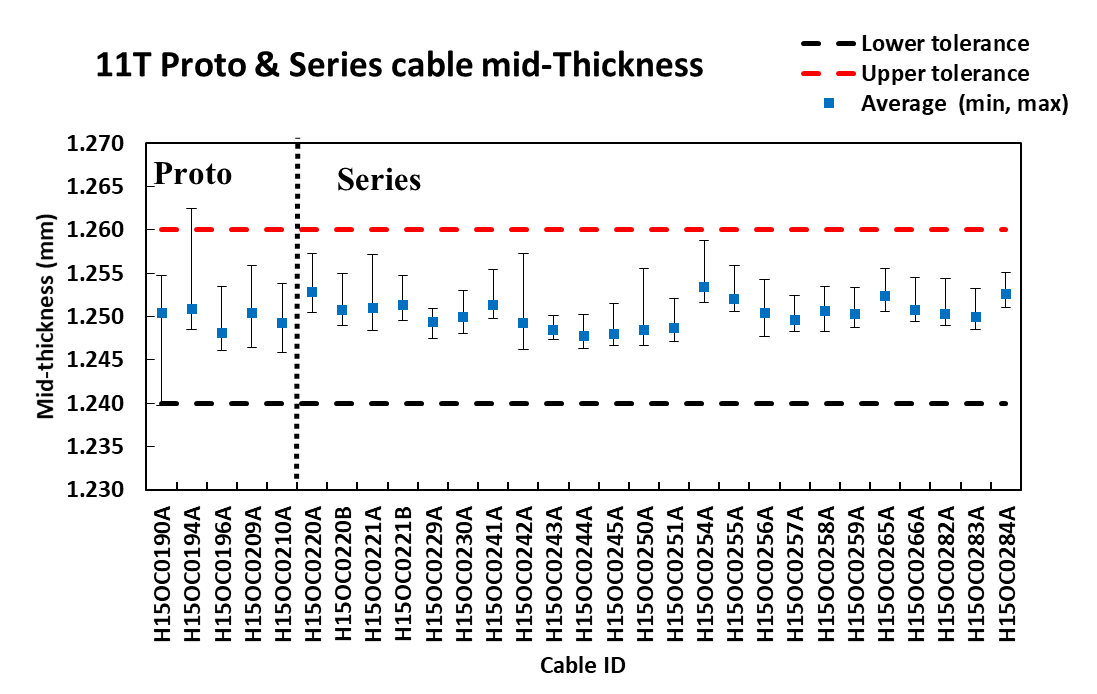 11T Proto & Series cable mid-Thickness
Lower tolerance
Upper tolerance
Average (min, max)
Proto
Series
Mid-thickness (mm)
1.270
1.265
1.260
1.255
1.250
1.245
1.240
1.235
1.230
H15OC0190A
H15OC0194A
H15OC0196A
H15OC0209A
H15OC0210A
H15OC0220A
H15OC0220B
H15OC0221A
H15OC0221B
H15OC0229A
H15OC0230A
H15OC0241A
H15OC0242A
H15OC0243A
H15OC0244A
H15OC0245A
H15OC0250A
H15OC0251A
H15OC0254A
H15OC0255A
H15OC0256A
H15OC0257A
H15OC0258A
H15OC0259A
H15OC0265A
H15OC0266A
H15OC0282A
H15OC0283A
H15OC0284A
Cable ID